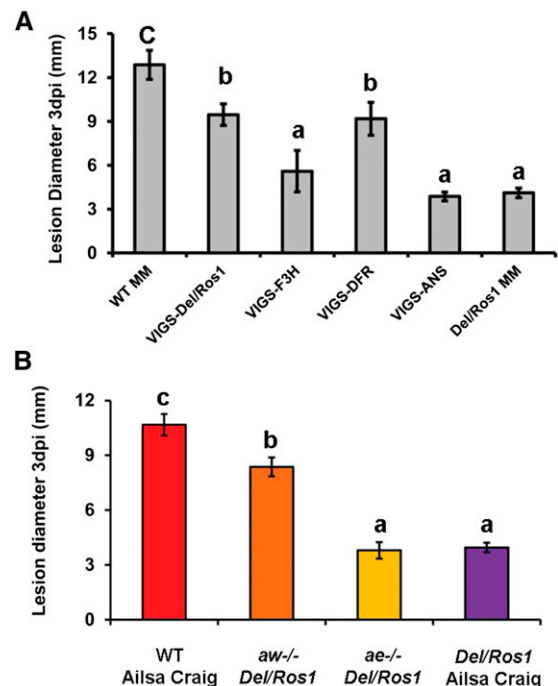 A
Lesion Diameter 3dpi (mm)
15
12
9
6
3
0
C
b
a
b
a
a
WT MM
VIGS-Del/Ros1
VIGS-F3H
VIGS-DFR
VIGS-ANS
Del/Ros1 MM
B
Lesion diameter 3dpi (mm)
12
9
6
3
0
c
b
a
a
WT
Ailsa Craig
aw-/-
Del/Ros1
ae-/-
Del/Ros1
Del/Ros1
Ailsa Craig